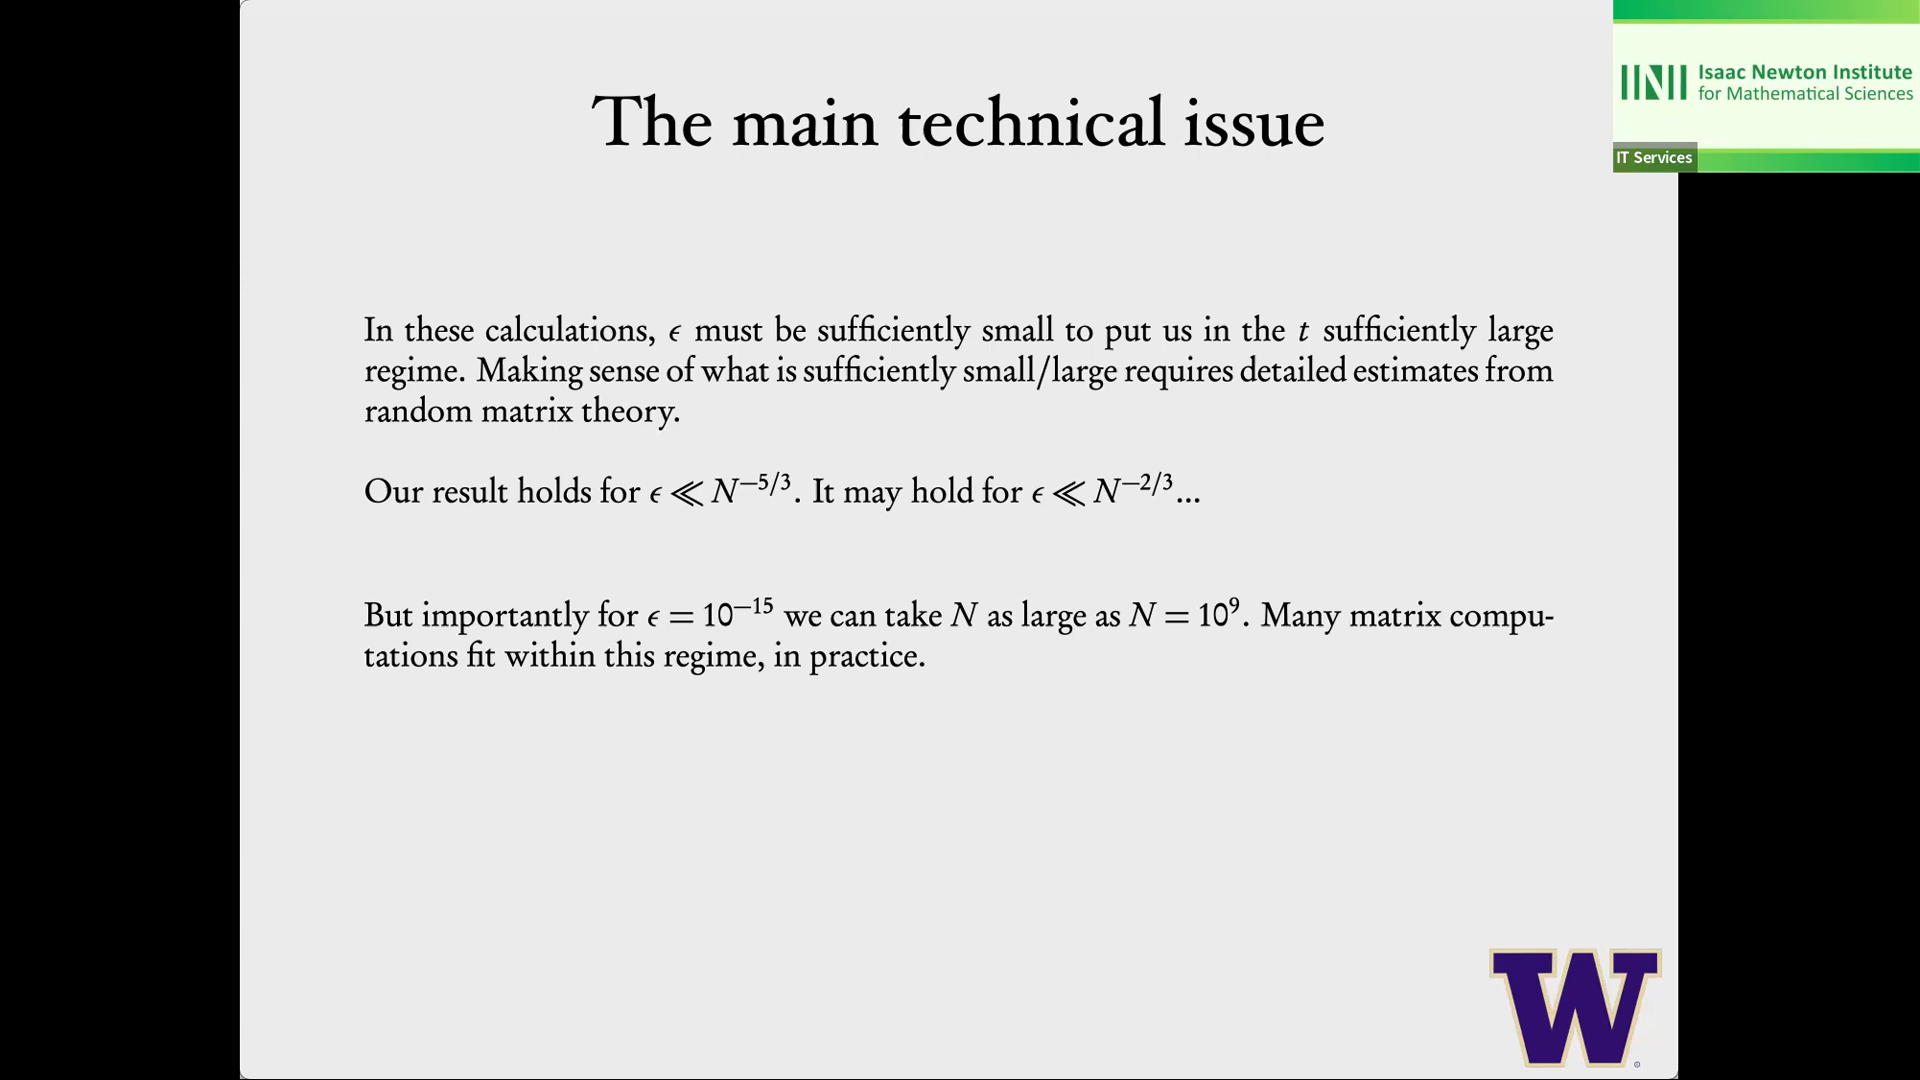 The main technical issue
Isaac Newton Institute
for Mathematical Sciences
IT Services
In these calculations, ϵ must be sufficiently small to put us in the t sufficiently large
regime. Making sense of what is sufficiently small/large requires detailed estimates from
random matrix theory.
Our result holds for ϵ ≪ N⁻⁵/³. It may hold for ϵ ≪ N⁻²/³...
But importantly for ϵ = 10⁻¹⁵ we can take N as large as N = 10⁹. Many matrix compu-
tations fit within this regime, in practice.
W